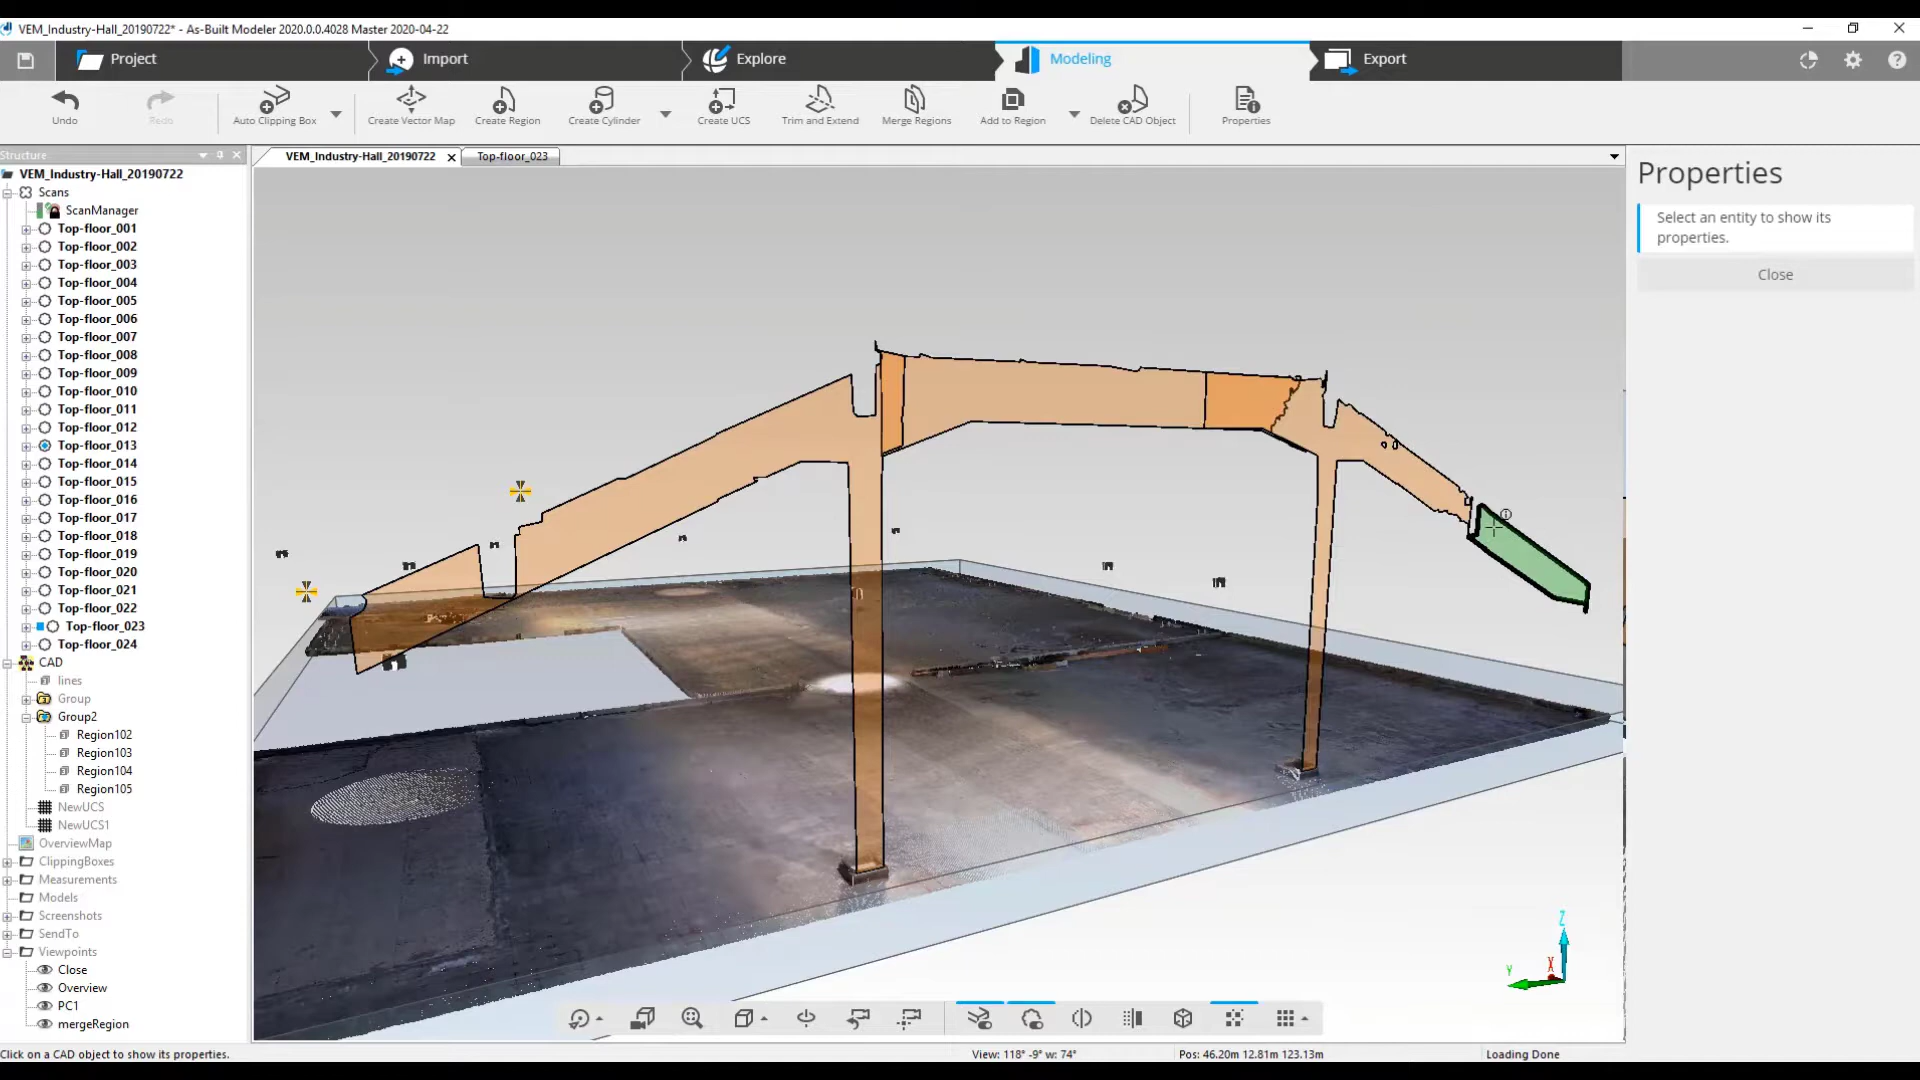 VEM_Industry-Hall_20190722* - As-Built Modeler 2020.0.0.4028 Master 2020-04-22
Project
Import
Explore
Modeling
Export
Undo
Redo
Auto Clipping Box
Create Vector Map
Create Region
Create Cylinder
Create UCS
Trim and Extend
Merge Regions
Add to Region
Delete CAD Object
Properties
Structure
VEM_Industry-Hall_20190722
Top-floor_023
VEM_Industry-Hall_20190722
Scans
ScanManager
Top-floor_001
Top-floor_002
Top-floor_003
Top-floor_004
Top-floor_005
Top-floor_006
Top-floor_007
Top-floor_008
Top-floor_009
Top-floor_010
Top-floor_011
Top-floor_012
Top-floor_013
Top-floor_014
Top-floor_015
Top-floor_016
Top-floor_017
Top-floor_018
Top-floor_019
Top-floor_020
Top-floor_021
Top-floor_022
Top-floor_023
Top-floor_024
CAD
lines
Group
Group2
Region102
Region103
Region104
Region105
NewUCS
NewUCS1
OverviewMap
ClippingBoxes
Measurements
Models
Screenshots
SendTo
Viewpoints
Close
Overview
PC1
mergeRegion
Properties
Select an entity to show its
properties.
Close
Z
Y
X
Click on a CAD object to show its properties.
View: 118° -9° w: 74°
Pos: 46.20m 12.81m 123.13m
Loading Done